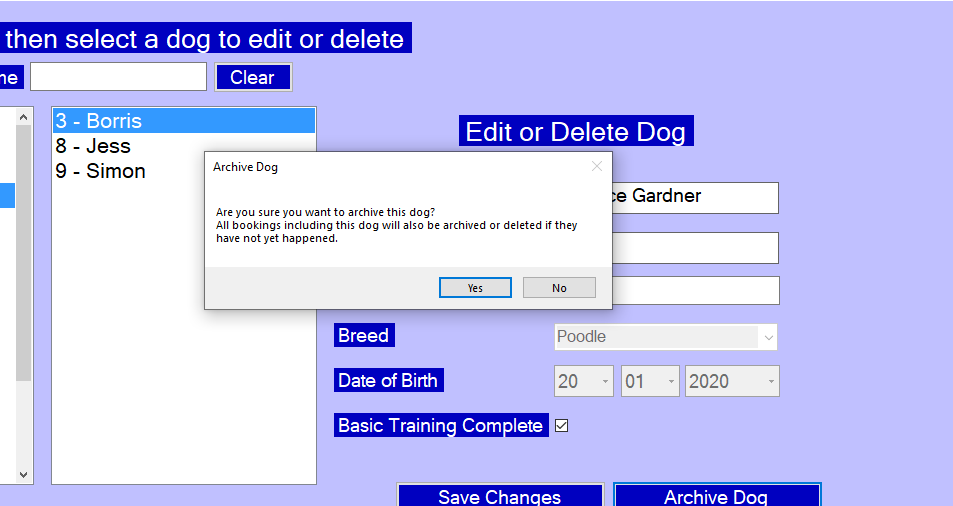 then select a dog to edit or delete
Clear
3 - Borris
8 - Jess
9 - Simon
Edit or Delete Dog
Archive Dog
Are you sure you want to archive this dog?
All bookings including this dog will also be archived or deleted if they
have not yet happened.
Yes
No
Gardner
Breed
Poodle
Date of Birth
20
01
2020
Basic Training Complete
Save Changes
Archive Dog